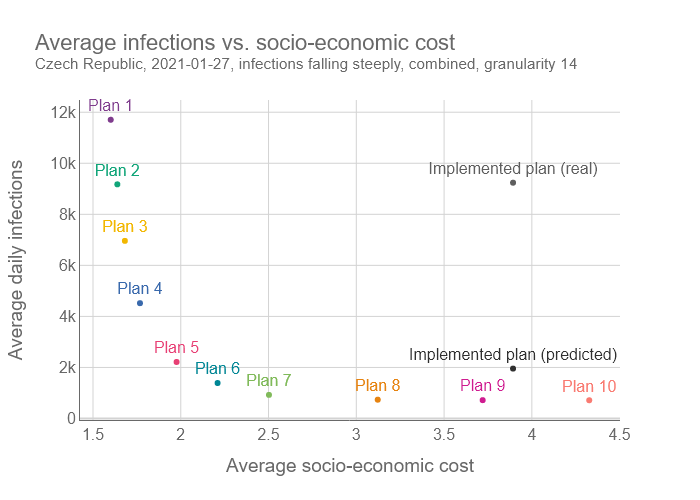 Average infections vs. socio-economic cost
Czech Republic, 2021-01-27, infections falling steeply, combined, granularity 14
12k
10k
8k
6k
4k
2k
0
Average daily infections
Plan 1
Plan 2
Plan 3
Plan 4
Plan 5
Plan 6
Plan 7
Plan 8
Plan 9
Plan 10
Implemented plan (real)
Implemented plan (predicted)
1.5
2
2.5
3
3.5
4
4.5
Average socio-economic cost